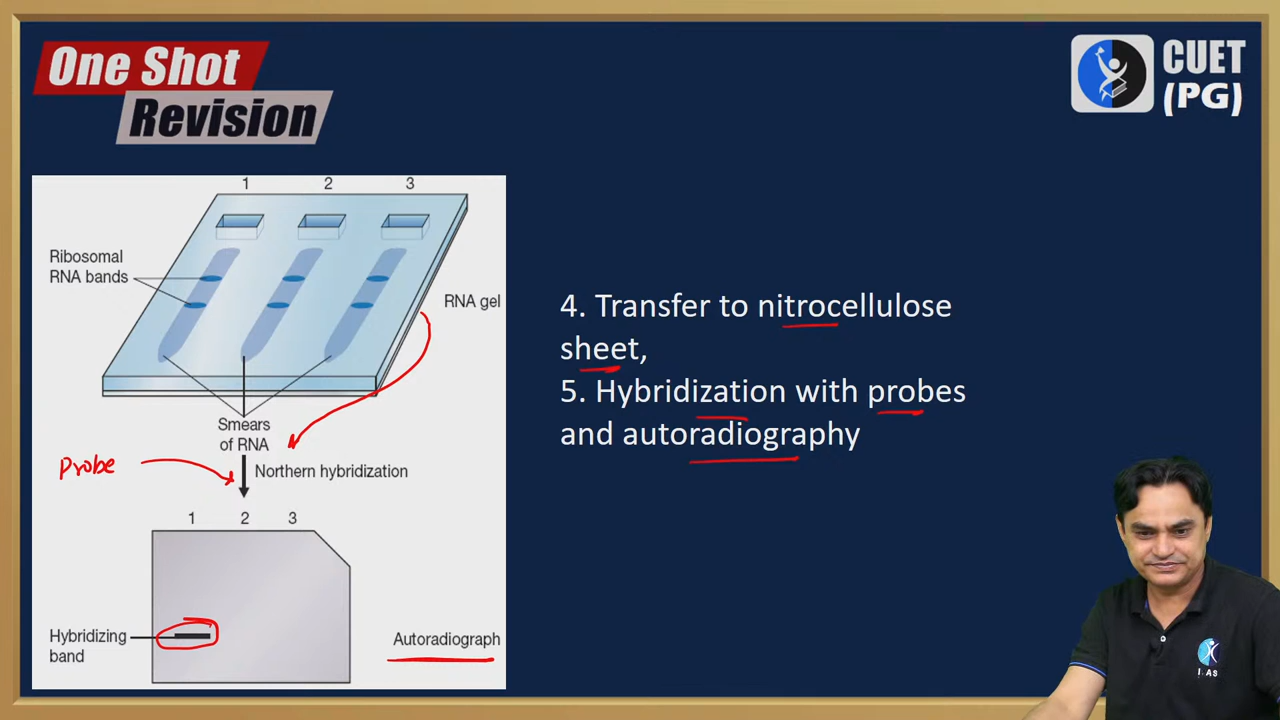 One Shot
Revision
CUET
(PG)
1 2 3
Ribosomal
RNA bands
RNA gel
Smears
of RNA
Probe
Northern hybridization
1 2 3
Hybridizing
band
Autoradiograph
4. Transfer to nitrocellulose
sheet,
5. Hybridization with probes
and autoradiography